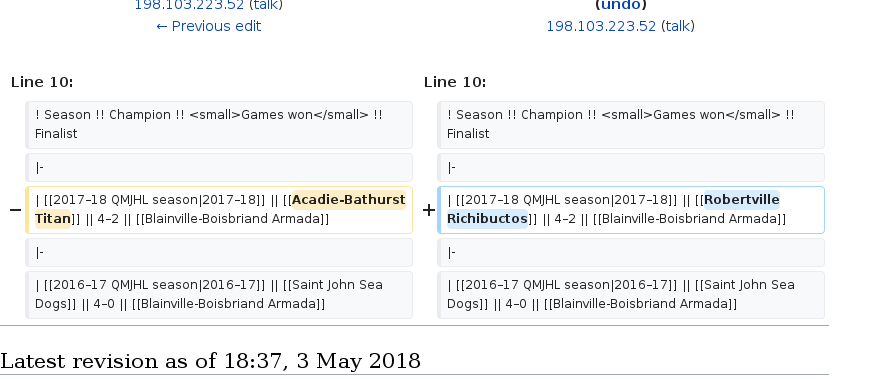 198.103.223.52 (talk)
(undo)
← Previous edit
198.103.223.52 (talk)
Line 10:
Line 10:
! Season !! Champion !! <small>Games won</small> !!
Finalist
! Season !! Champion !! <small>Games won</small> !!
Finalist
|-
|-
− | [[2017–18 QMJHL season|2017–18]] || [[Acadie–Bathurst
Titan]] || 4–2 || [[Blainville-Boisbriand Armada]]
+ | [[2017–18 QMJHL season|2017–18]] || [[Robertville
Richibuctos]] || 4–2 || [[Blainville-Boisbriand Armada]]
|-
|-
| [[2016–17 QMJHL season|2016–17]] || [[Saint John Sea
Dogs]] || 4–0 || [[Blainville-Boisbriand Armada]]
| [[2016–17 QMJHL season|2016–17]] || [[Saint John Sea
Dogs]] || 4–0 || [[Blainville-Boisbriand Armada]]
Latest revision as of 18:37, 3 May 2018